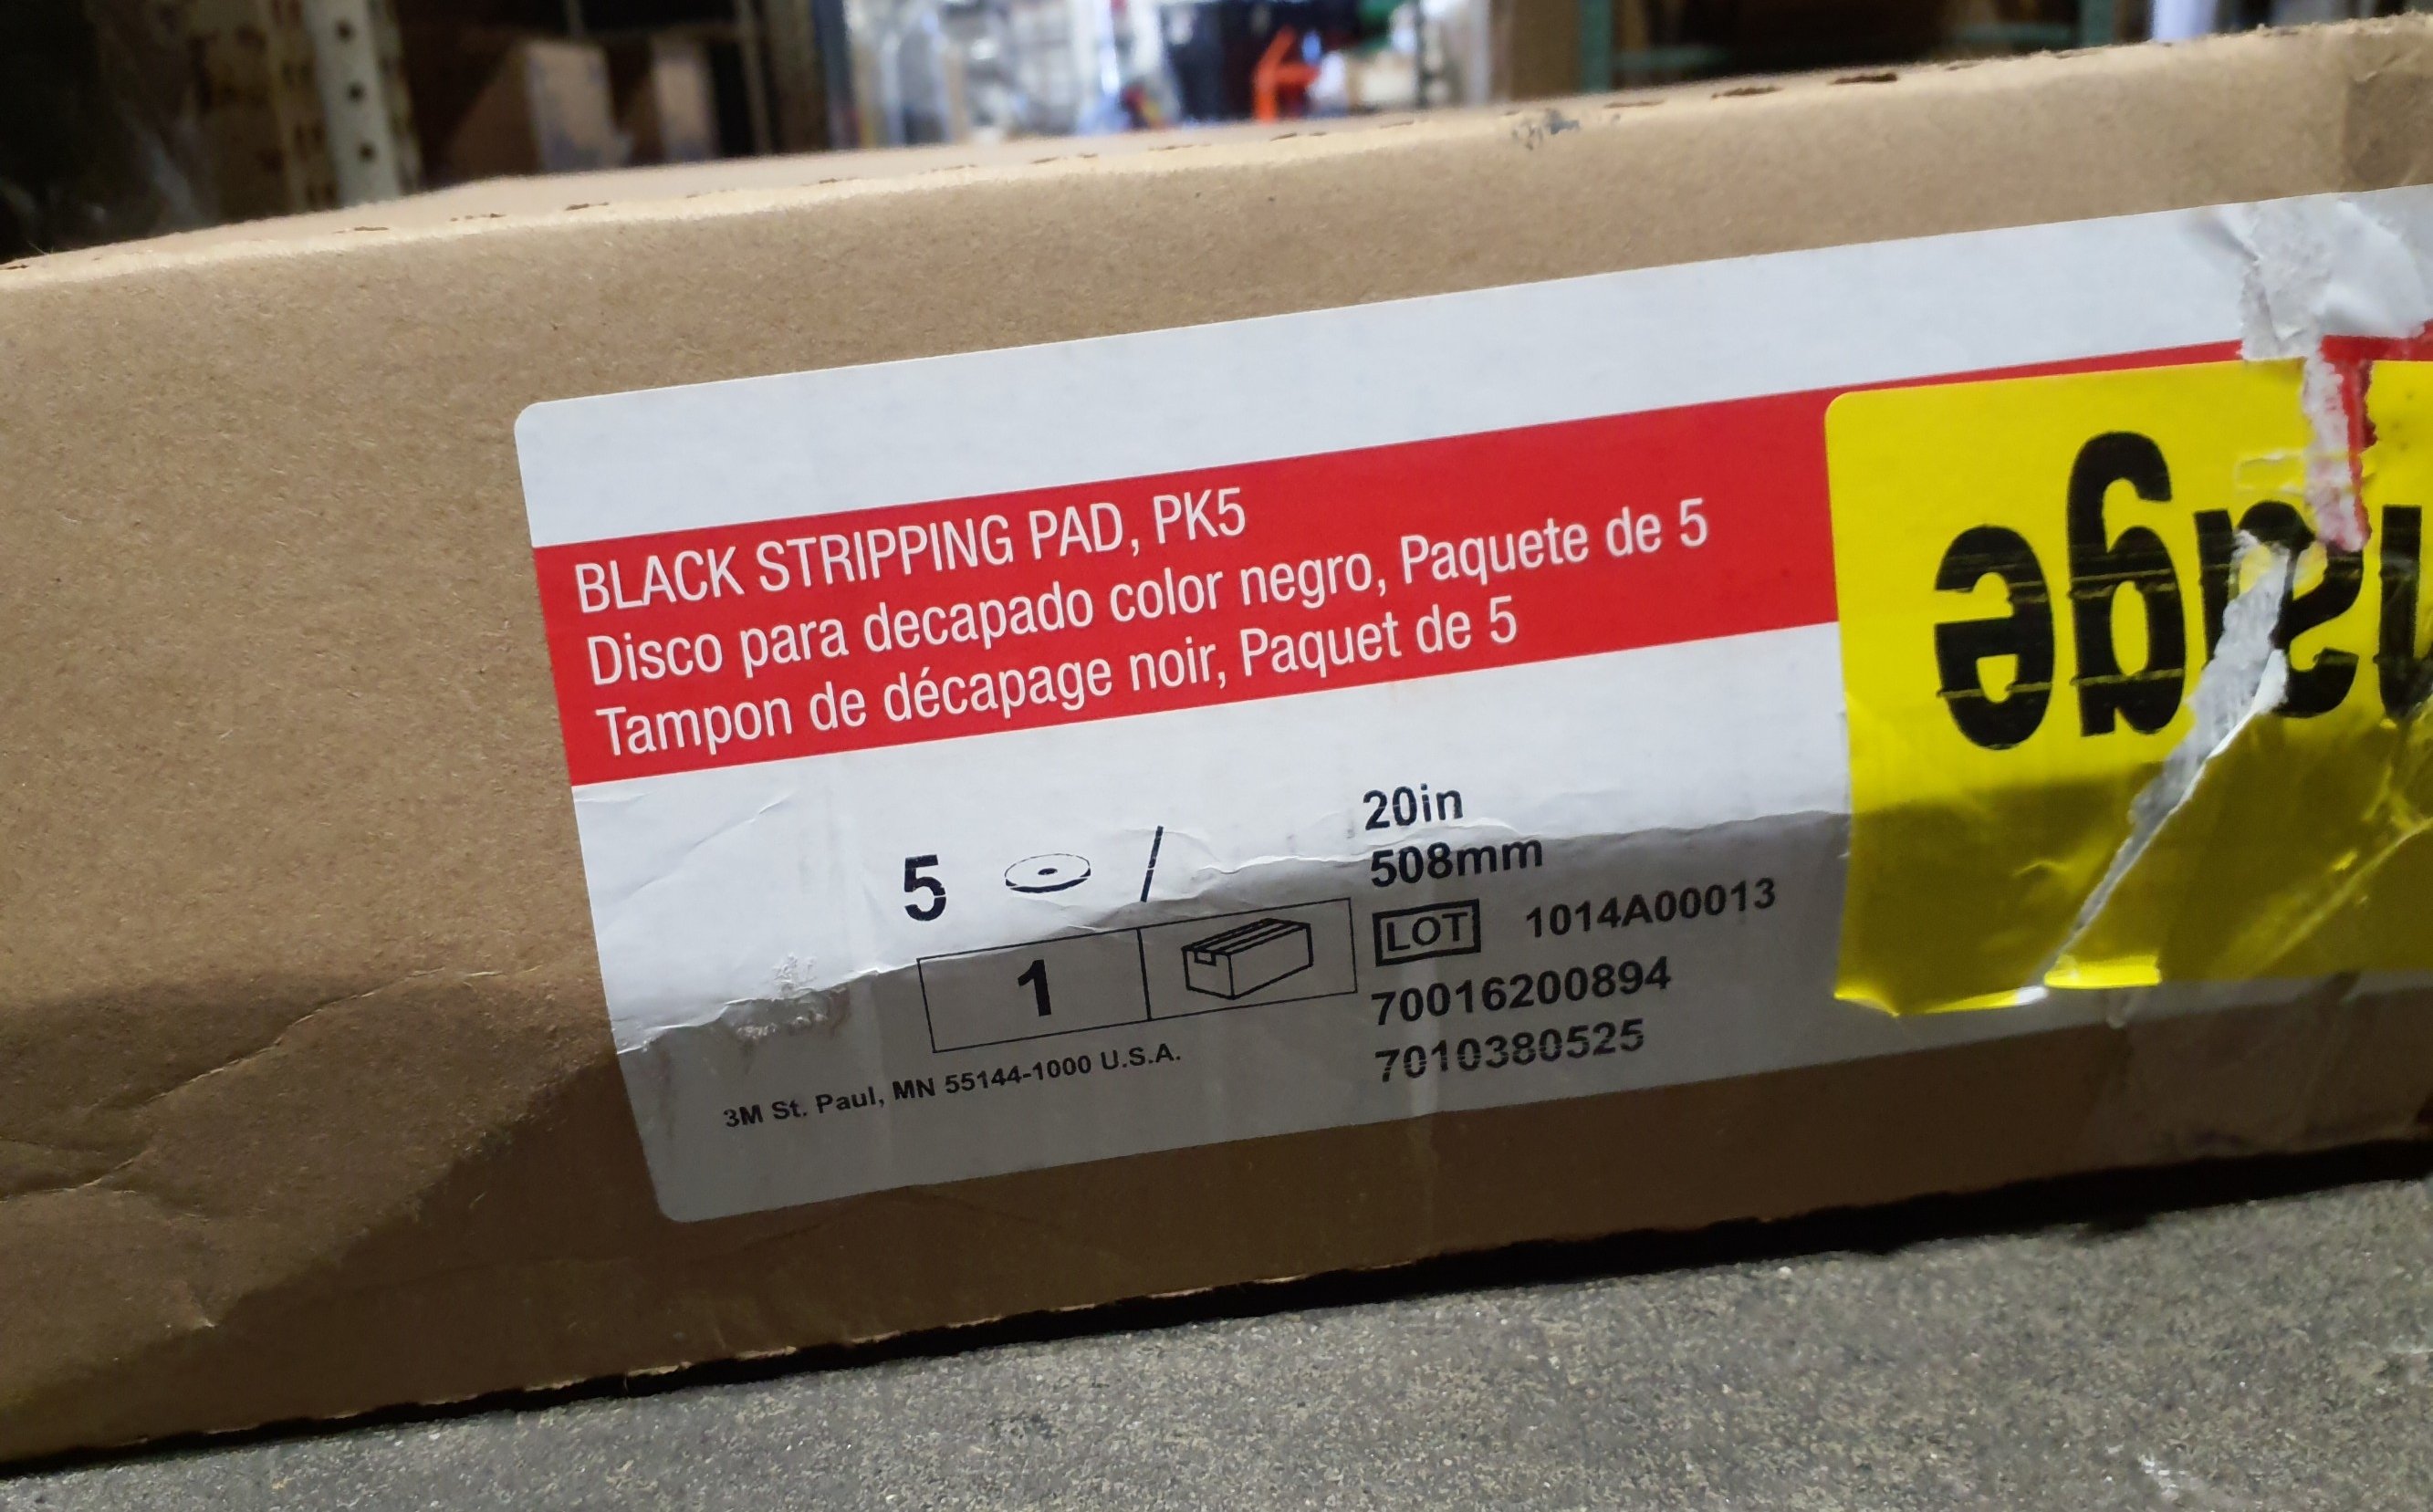 BLACK STRIPPING PAD, PK5
Disco para decapado color negro, Paquete de 5
Tampon de décapage noir, Paquet de 5
5 /
1
20in
508mm
LOT 1014A00013
70016200894
7010380525
3M St. Paul, MN 55144-1000 U.S.A.